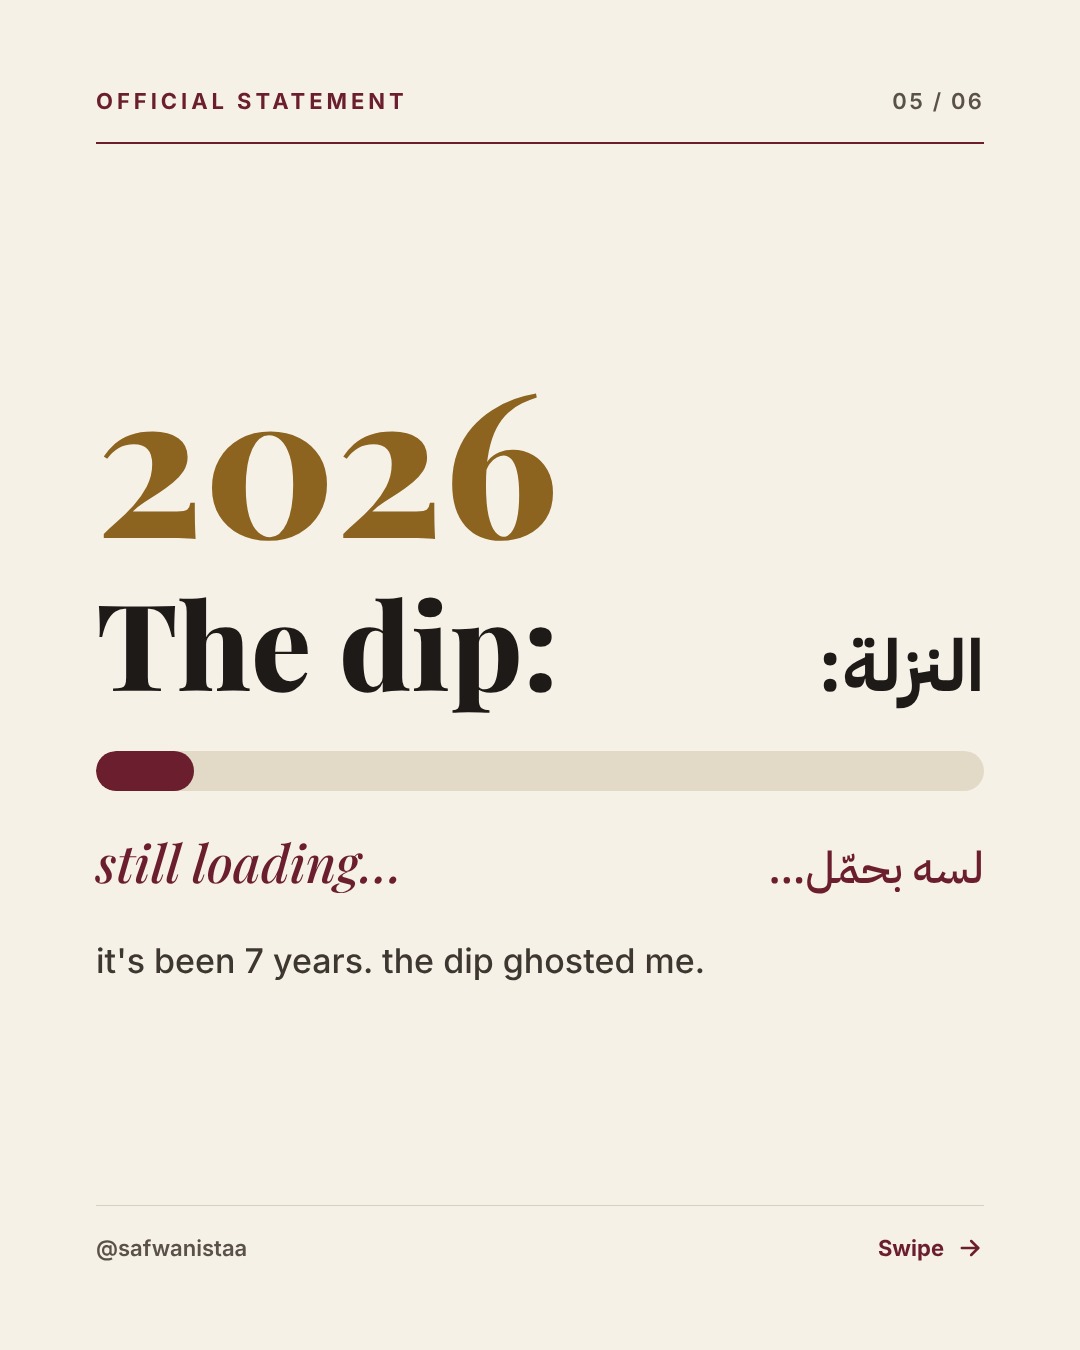 OFFICIAL STATEMENT 05 / 06
2026
The dip: النزلة:
still loading... لسه بحمّل...
it's been 7 years. the dip ghosted me.
@safwanistaa Swipe →